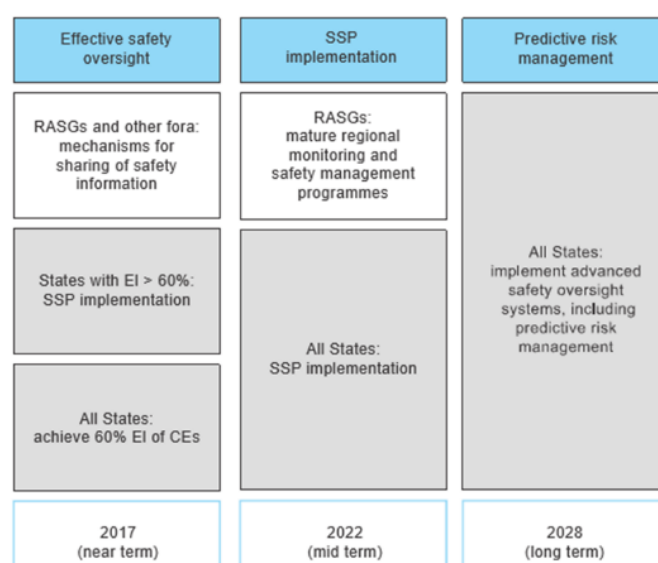 Effective safety
oversight
SSP
implementation
Predictive risk
management
RASGs and other fora:
mechanisms for
sharing of safety
information
RASGs:
mature regional
monitoring and
safety management
programmes
All States:
implement advanced
safety oversight
systems, including
predictive risk
management
States with EI > 60%:
SSP implementation
All States:
SSP implementation
All States:
achieve 60% EI of CEs
2017
(near term)
2022
(mid term)
2028
(long term)